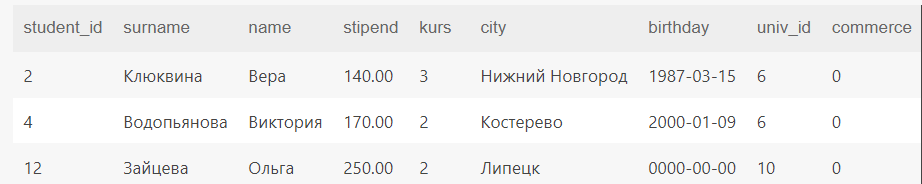 student_id surname name stipend kurs city birthday univ_id commerce
2 Клюквина Вера 140.00 3 Нижний Новгород 1987-03-15 6 0
4 Водопьянова Виктория 170.00 2 Костерево 2000-01-09 6 0
12 Зайцева Ольга 250.00 2 Липецк 0000-00-00 10 0